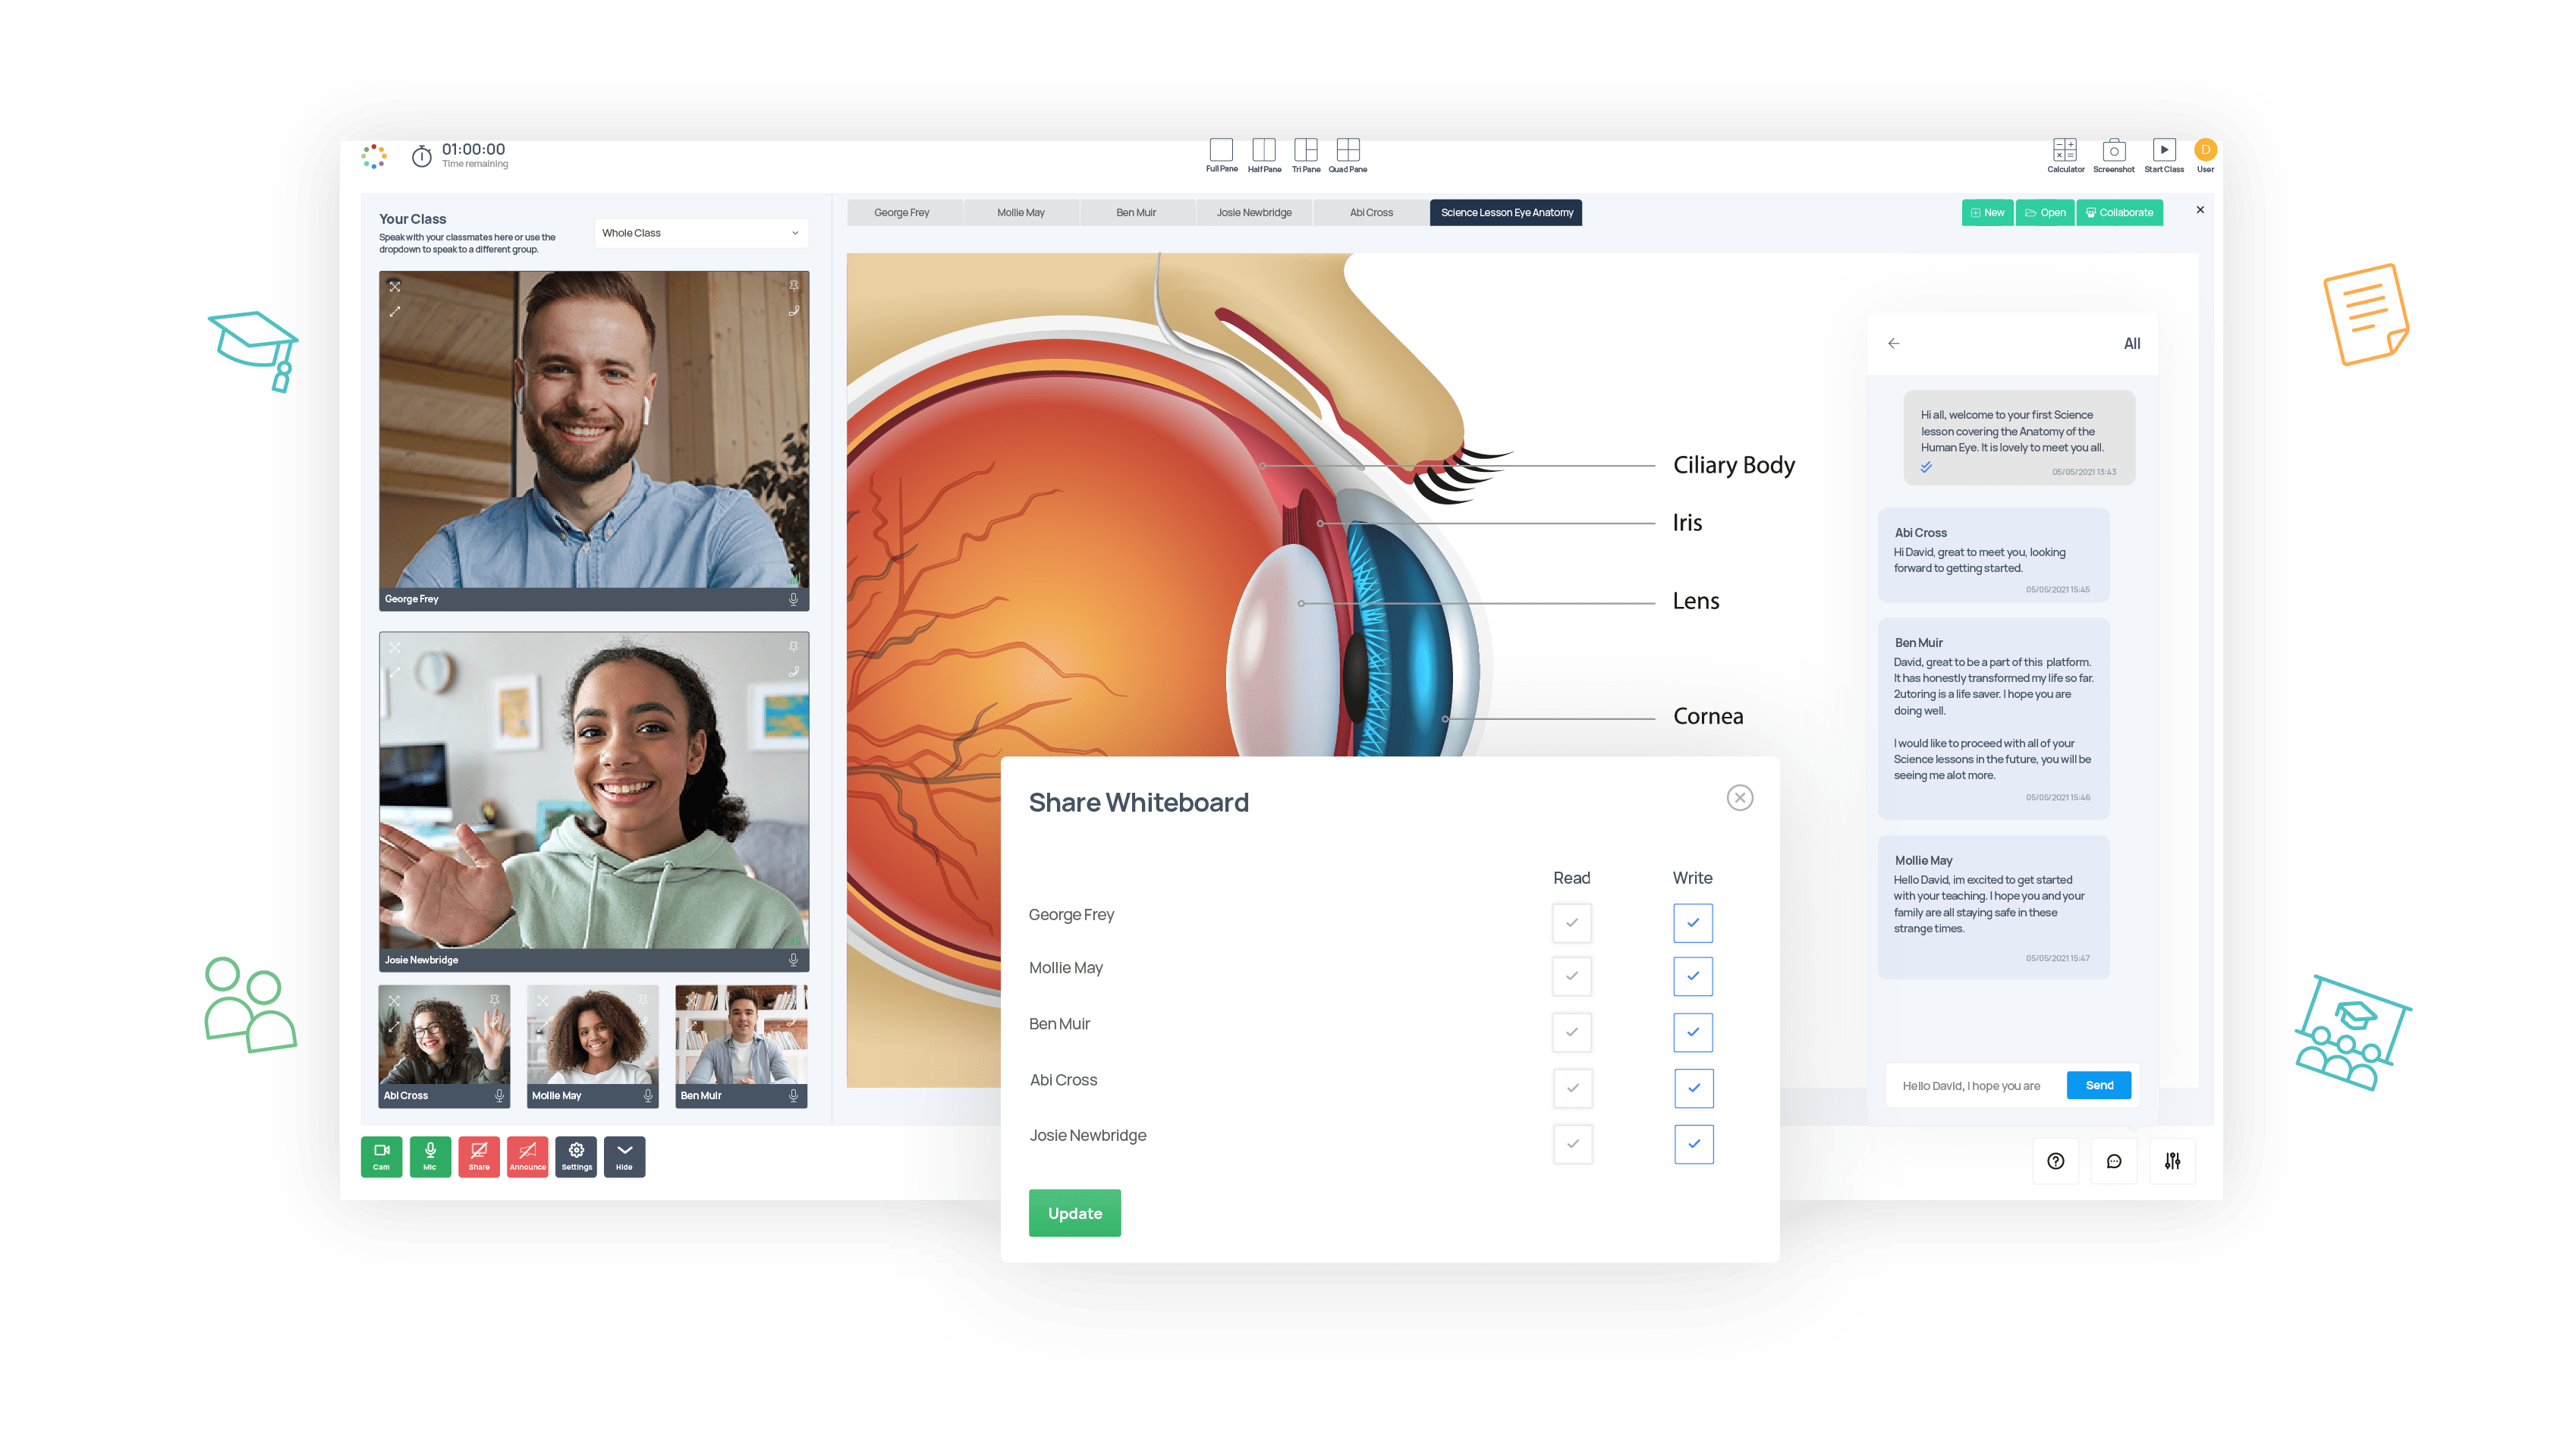 01:00:00
Time remaining
Full Pane
Half Pane
Tri Pane
Quad Pane
Calculator
Screenshot
Start Class
D
User
Your Class
Speak with your classmates here or use the
dropdown to speak to a different group.
Whole Class
George Frey
Mollie May
Ben Muir
Josie Newbridge
Abi Cross
Science Lesson Eye Anatomy
New
Open
Collaborate
George Frey
Josie Newbridge
Abi Cross
Mollie May
Ben Muir
Cam
Mic
Share
Announce
Settings
Hide
Ciliary Body
Iris
Lens
Cornea
All
Hi all, welcome to your first Science
lesson covering the Anatomy of the
Human Eye. It is lovely to meet you all.
05/05/2021 13:43
Abi Cross
Hi David, great to meet you, looking
forward to getting started.
05/05/2021 15:45
Ben Muir
David, great to be a part of this platform.
It has honestly transformed my life so far.
2utoring is a life saver. I hope you are
doing well.
I would like to proceed with all of your
Science lessons in the future, you will be
seeing me alot more.
05/05/2021 15:46
Mollie May
Hello David, im excited to get started
with your teaching. I hope you and your
family are all staying safe in these
strange times.
05/05/2021 15:47
Hello David, I hope you are
Send
Share Whiteboard
Read
Write
George Frey
Mollie May
Ben Muir
Abi Cross
Josie Newbridge
Update